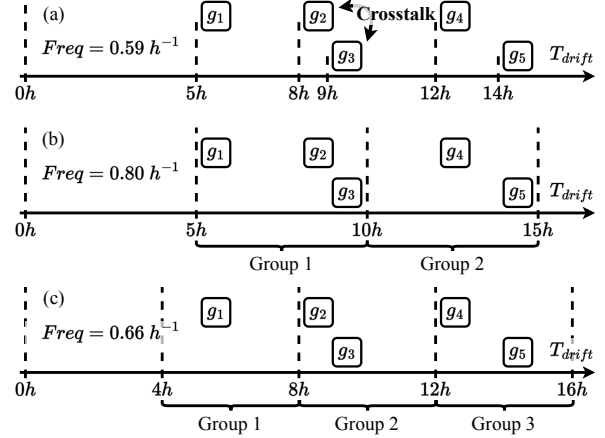 (a) g₁ g₂ Crosstalk g₄
Freq = 0.59 h⁻¹ g₃ g₅ T_drift
0h 5h 8h 9h 12h 14h
(b) g₁ g₂ g₄
Freq = 0.80 h⁻¹ g₃ g₅ T_drift
0h 5h 10h 15h
Group 1 Group 2
(c) g₁ g₂ g₄
Freq = 0.66 h⁻¹ g₃ g₅ T_drift
0h 4h 8h 12h 16h
Group 1 Group 2 Group 3